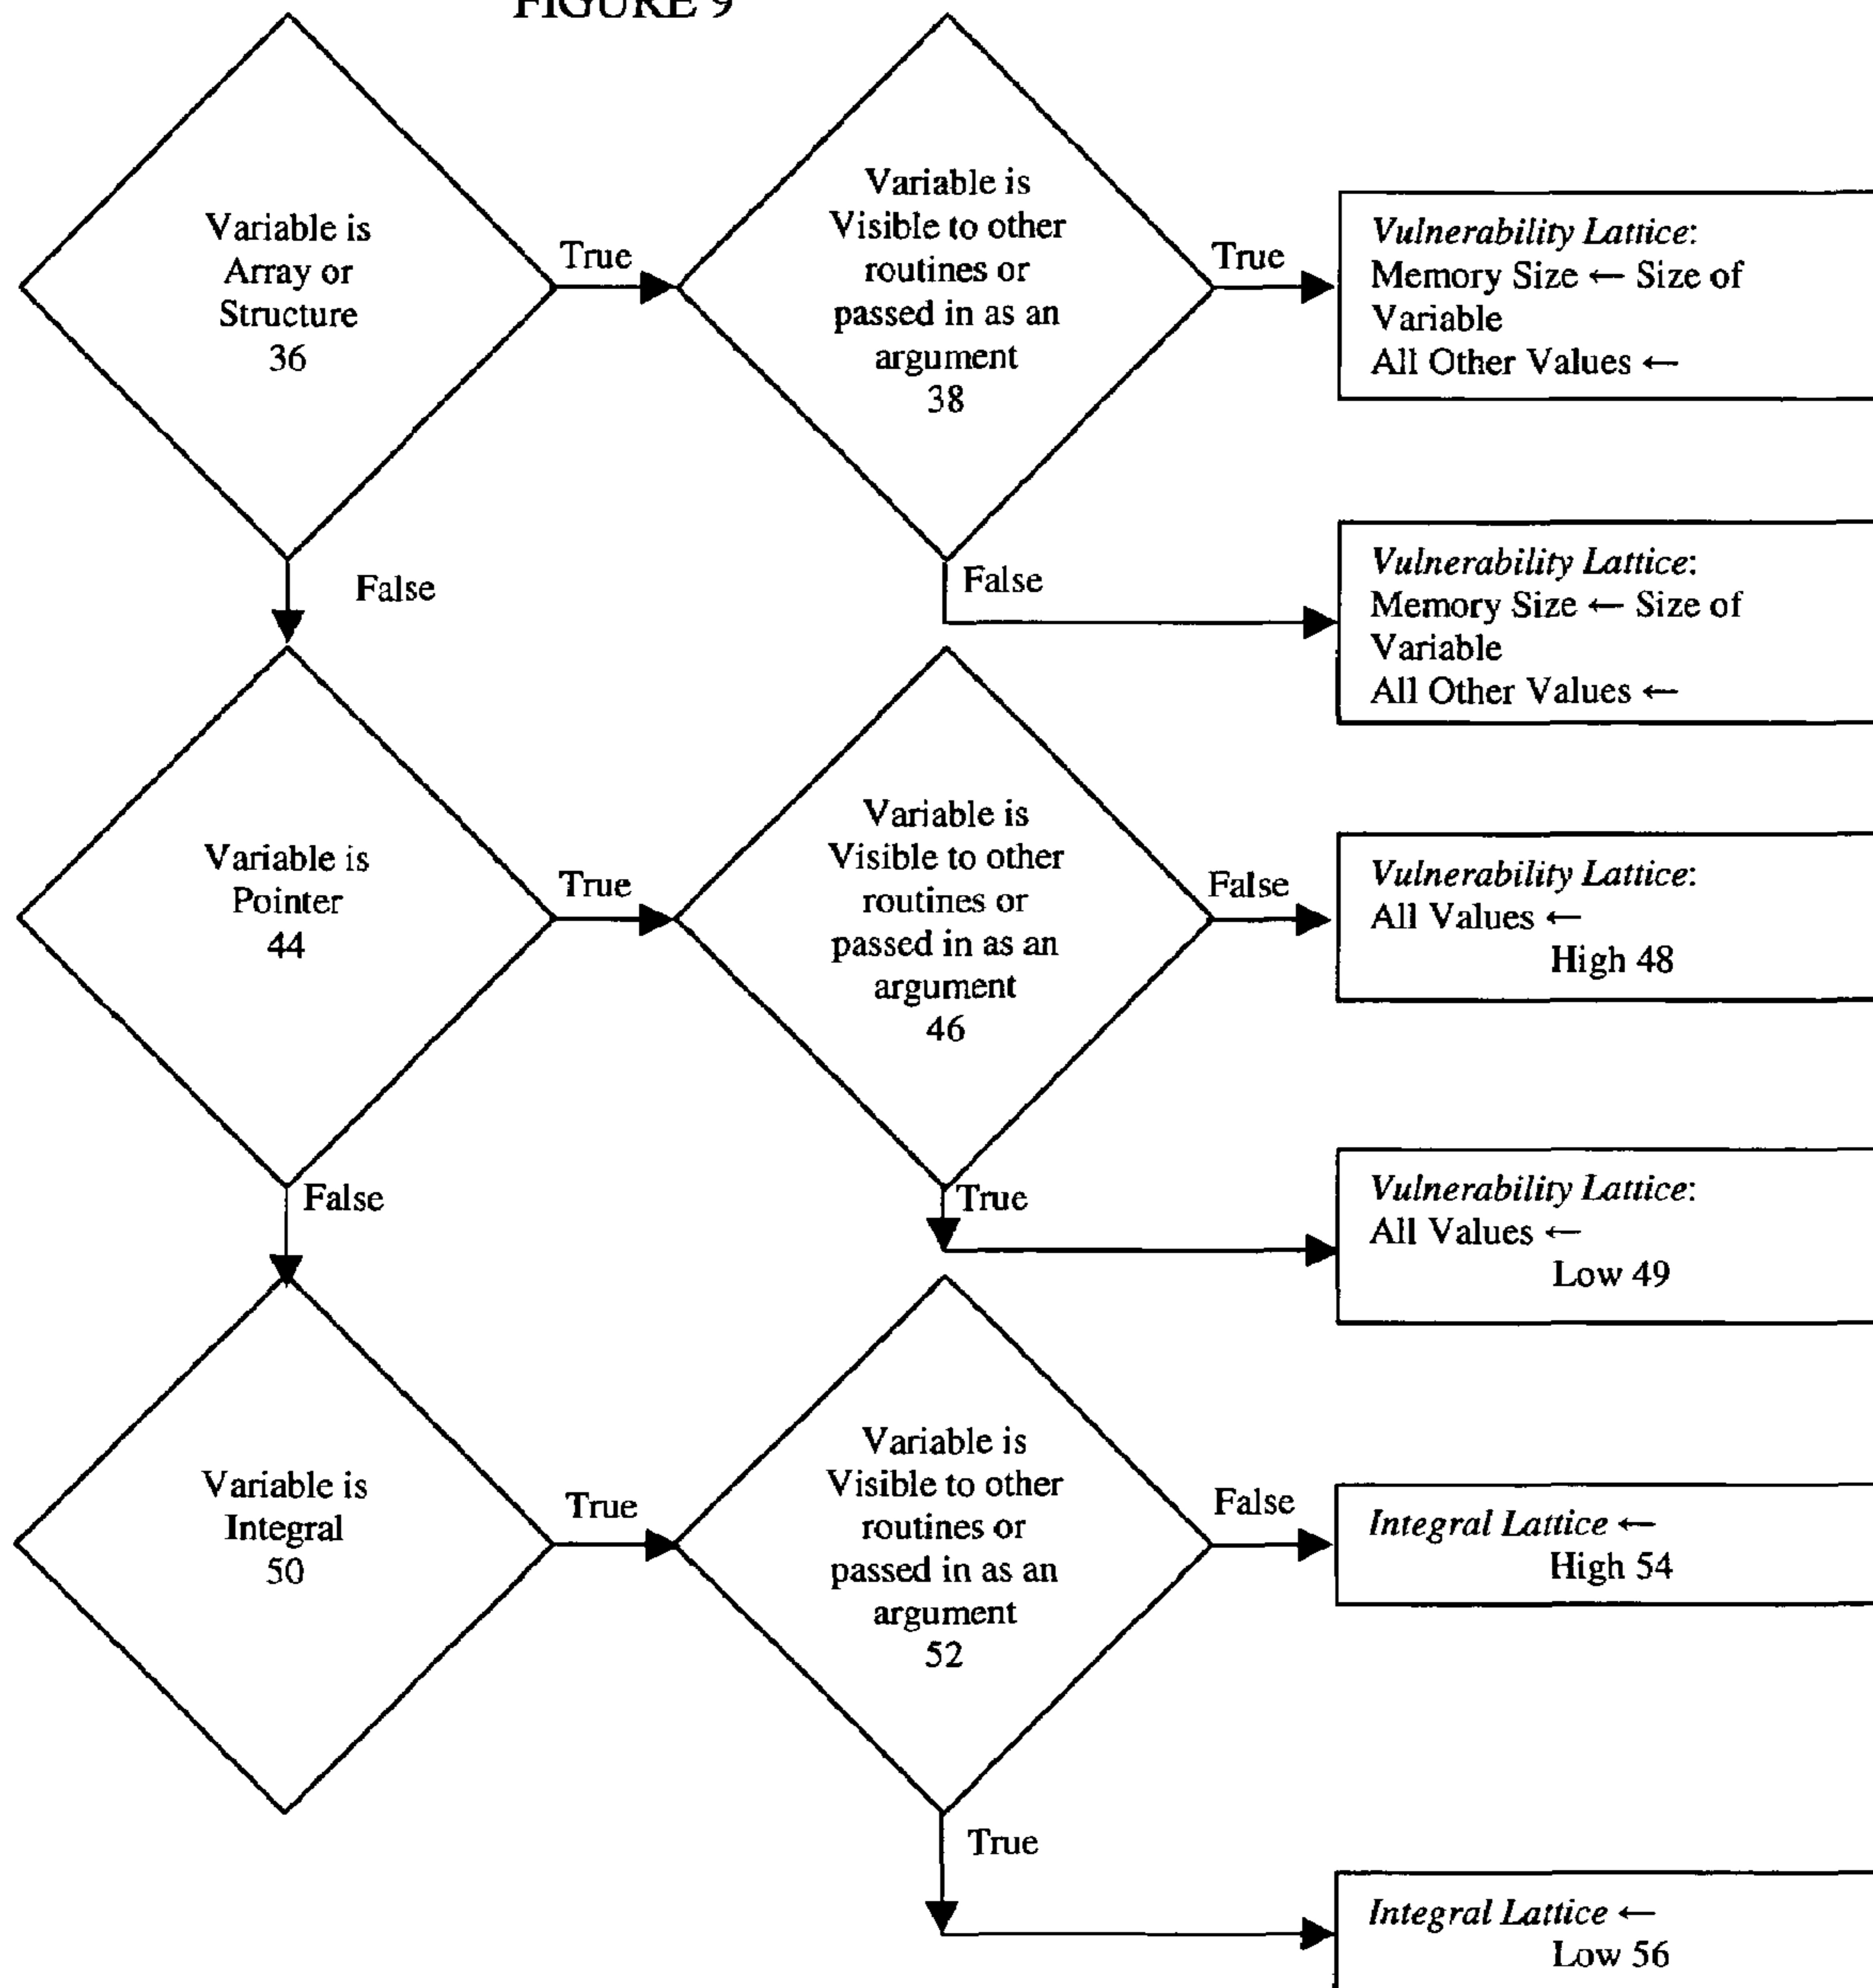 FIGURE 9
Variable is
Array or
Structure
36
True
Variable is
Visible to other
routines or
passed in as an
argument
38
True
Vulnerability Lattice:
Memory Size ← Size of
Variable
All Other Values ←
False
False
Vulnerability Lattice:
Memory Size ← Size of
Variable
All Other Values ←
Variable is
Pointer
44
True
Variable is
Visible to other
routines or
passed in as an
argument
46
False
Vulnerability Lattice:
All Values ←
High 48
False
True
Vulnerability Lattice:
All Values ←
Low 49
Variable is
Integral
50
True
Variable is
Visible to other
routines or
passed in as an
argument
52
False
Integral Lattice ←
High 54
True
Integral Lattice ←
Low 56